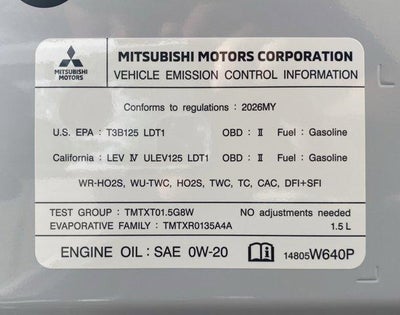 MITSUBISHI MOTORS
MITSUBISHI MOTORS CORPORATION
VEHICLE EMISSION CONTROL INFORMATION
Conforms to regulations : 2026MY
U.S. EPA : T3B125 LDT1 OBD : II Fuel : Gasoline
California : LEV IV ULEV125 LDT1 OBD : II Fuel : Gasoline
WR-HO2S, WU-TWC, HO2S, TWC, TC, CAC, DFI+SFI
TEST GROUP : TMTXT01.5G8W NO adjustments needed
EVAPORATIVE FAMILY : TMTXR0135A4A 1.5 L
ENGINE OIL : SAE 0W-20 14805W640P